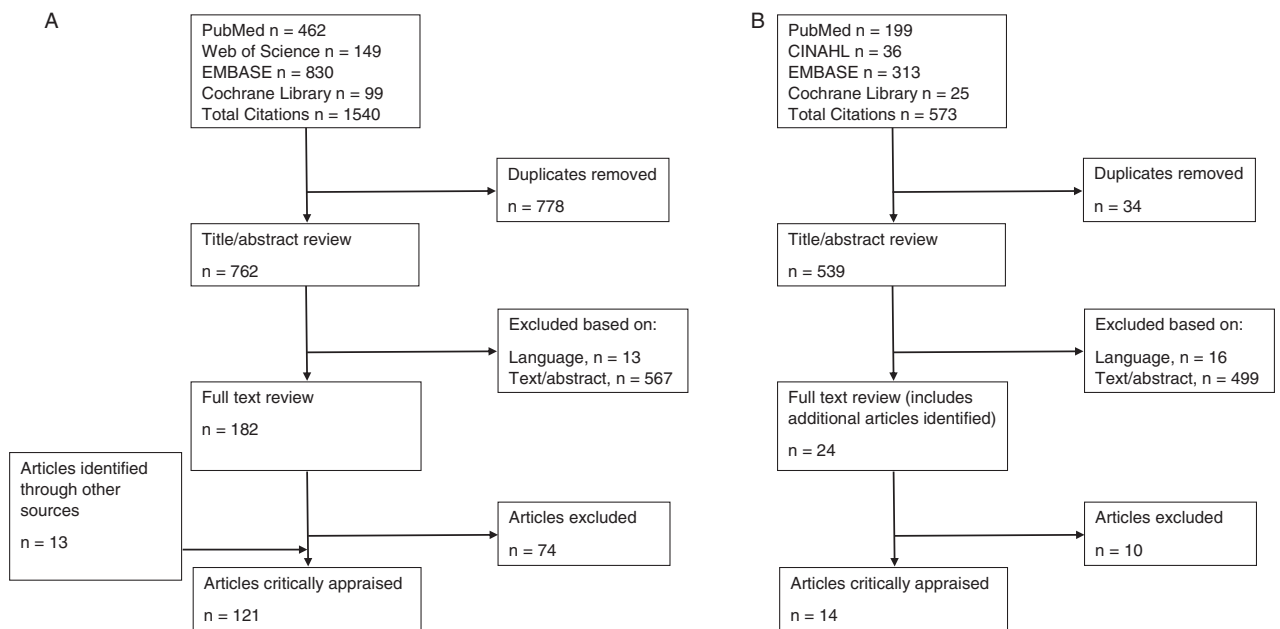 A
PubMed n = 462
Web of Science n = 149
EMBASE n = 830
Cochrane Library n = 99
Total Citations n = 1540
Duplicates removed
n = 778
Title/abstract review
n = 762
Excluded based on:
Language, n = 13
Text/abstract, n = 567
Full text review
n = 182
Articles identified
through other
sources
n = 13
Articles excluded
n = 74
Articles critically appraised
n = 121
B
PubMed n = 199
CINAHL n = 36
EMBASE n = 313
Cochrane Library n = 25
Total Citations n = 573
Duplicates removed
n = 34
Title/abstract review
n = 539
Excluded based on:
Language, n = 16
Text/abstract, n = 499
Full text review (includes
additional articles identified)
n = 24
Articles excluded
n = 10
Articles critically appraised
n = 14